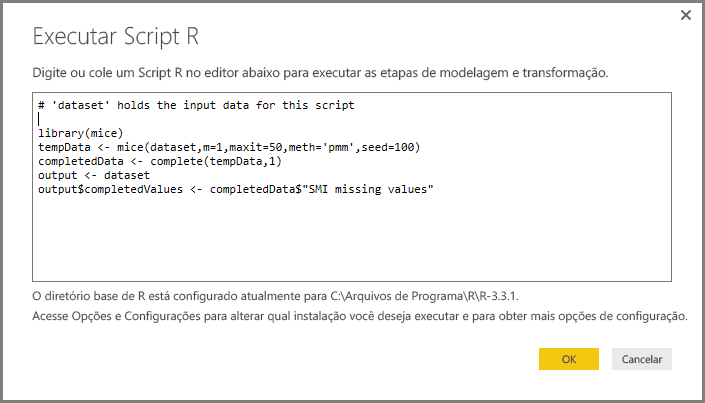 Executar Script R
Digite ou cole um Script R no editor abaixo para executar as etapas de modelagem e transformação.
# 'dataset' holds the input data for this script
library(mice)
tempData <- mice(dataset,m=1,maxit=50,meth='pmm',seed=100)
completedData <- complete(tempData,1)
output <- dataset
output$completedValues <- completedData$"SMI missing values"
O diretório base de R está configurado atualmente para C:\Arquivos de Programa\R\R-3.3.1.
Acesse Opções e Configurações para alterar qual instalação você deseja executar e para obter mais opções de configuração.
OK Cancelar